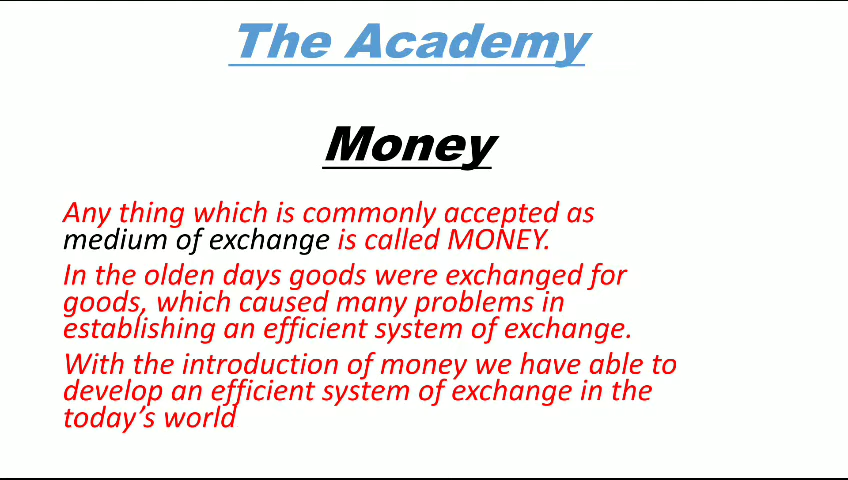 The Academy
Money
Any thing which is commonly accepted as
medium of exchange is called MONEY.
In the olden days goods were exchanged for
goods, which caused many problems in
establishing an efficient system of exchange.
With the introduction of money we have able to
develop an efficient system of exchange in the
today’s world